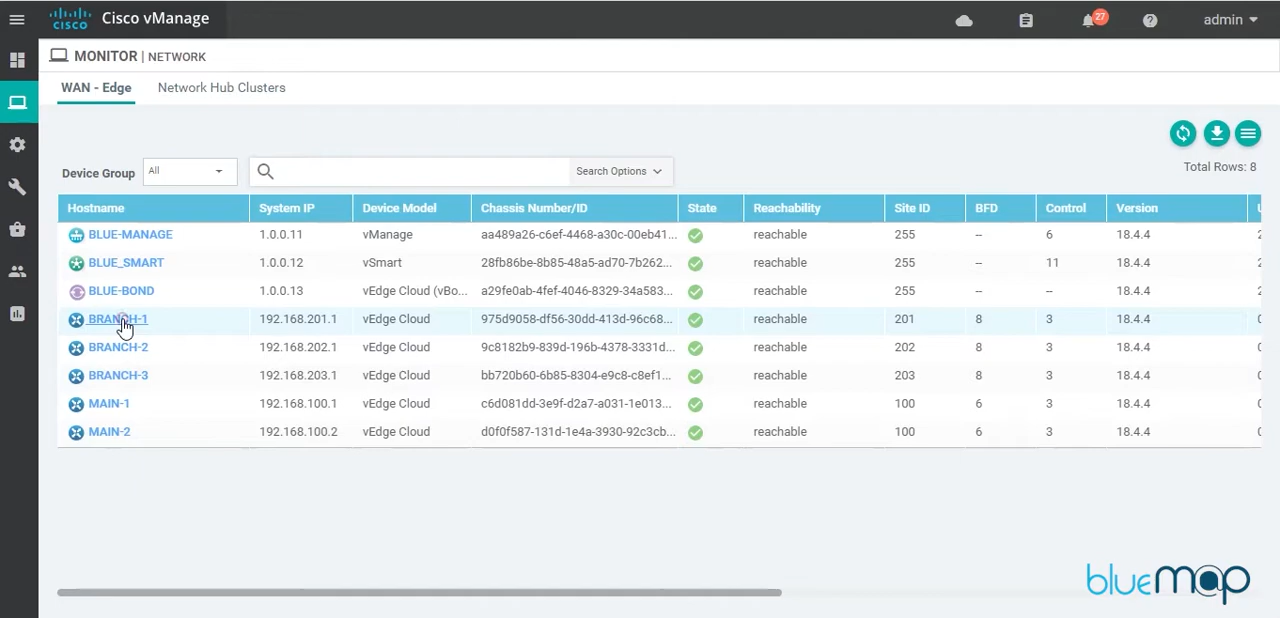 CISCO Cisco vManage 27 admin
MONITOR | NETWORK
WAN - Edge Network Hub Clusters
Device Group All Search Options Total Rows: 8
Hostname System IP Device Model Chassis Number/ID State Reachability Site ID BFD Control Version
BLUE-MANAGE 1.0.0.11 vManage aa489a26-c6ef-4468-a30c-00eb41... reachable 255 -- 6 18.4.4
BLUE_SMART 1.0.0.12 vSmart 28fb86be-8b85-48a5-ad70-7b262... reachable 255 -- 11 18.4.4
BLUE-BOND 1.0.0.13 vEdge Cloud (vBo... a29fe0ab-4fef-4046-8329-34a583... reachable 255 -- -- 18.4.4
BRANCH-1 192.168.201.1 vEdge Cloud 975d9058-df56-30dd-413d-96c68... reachable 201 8 3 18.4.4
BRANCH-2 192.168.202.1 vEdge Cloud 9c8182b9-839d-196b-4378-3331d... reachable 202 8 3 18.4.4
BRANCH-3 192.168.203.1 vEdge Cloud bb720b60-6b85-8304-e9c8-c8ef1... reachable 203 8 3 18.4.4
MAIN-1 192.168.100.1 vEdge Cloud c6d081dd-3e9f-d2a7-a031-1e013... reachable 100 6 3 18.4.4
MAIN-2 192.168.100.2 vEdge Cloud d0f0f587-131d-1e4a-3930-92c3cb... reachable 100 6 3 18.4.4
bluemap